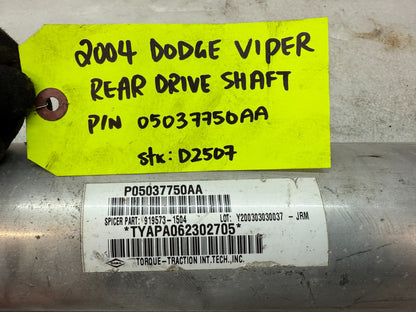 2004 DODGE VIPER
REAR DRIVE SHAFT
P/N 05037750AA
stk: D2507
P05037750AA
SPICER PART: 919573-1504 LOT: Y200303030037 -JRM
*TYAPA062302705*
TORQUE-TRACTION INT.TECH.,INC.